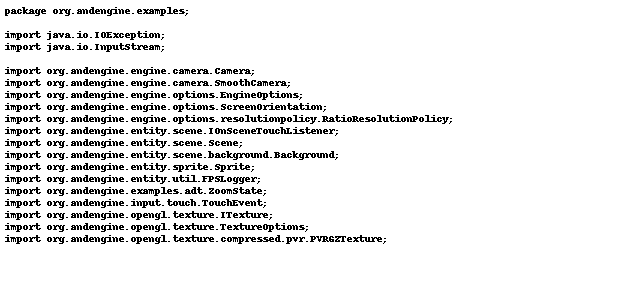 package org.andengine.examples;

import java.io.IOException;
import java.io.InputStream;

import org.andengine.engine.camera.Camera;
import org.andengine.engine.camera.SmoothCamera;
import org.andengine.engine.options.EngineOptions;
import org.andengine.engine.options.ScreenOrientation;
import org.andengine.engine.options.resolutionpolicy.RatioResolutionPolicy;
import org.andengine.entity.scene.IOnSceneTouchListener;
import org.andengine.entity.scene.Scene;
import org.andengine.entity.scene.background.Background;
import org.andengine.entity.sprite.Sprite;
import org.andengine.entity.util.FPSLogger;
import org.andengine.examples.adt.ZoomState;
import org.andengine.input.touch.TouchEvent;
import org.andengine.opengl.texture.ITexture;
import org.andengine.opengl.texture.TextureOptions;
import org.andengine.opengl.texture.compressed.pvr.PVRGZTexture;